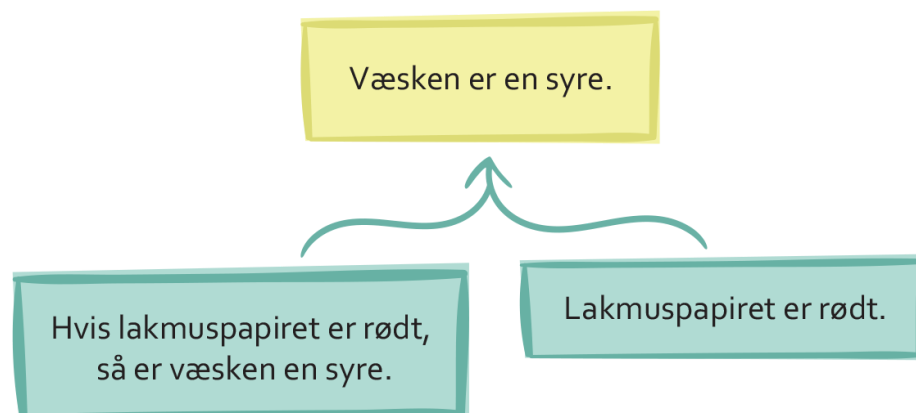 Væsken er en syre.
Hvis lakmuspapiret er rødt,
så er væsken en syre.
Lakmuspapiret er rødt.